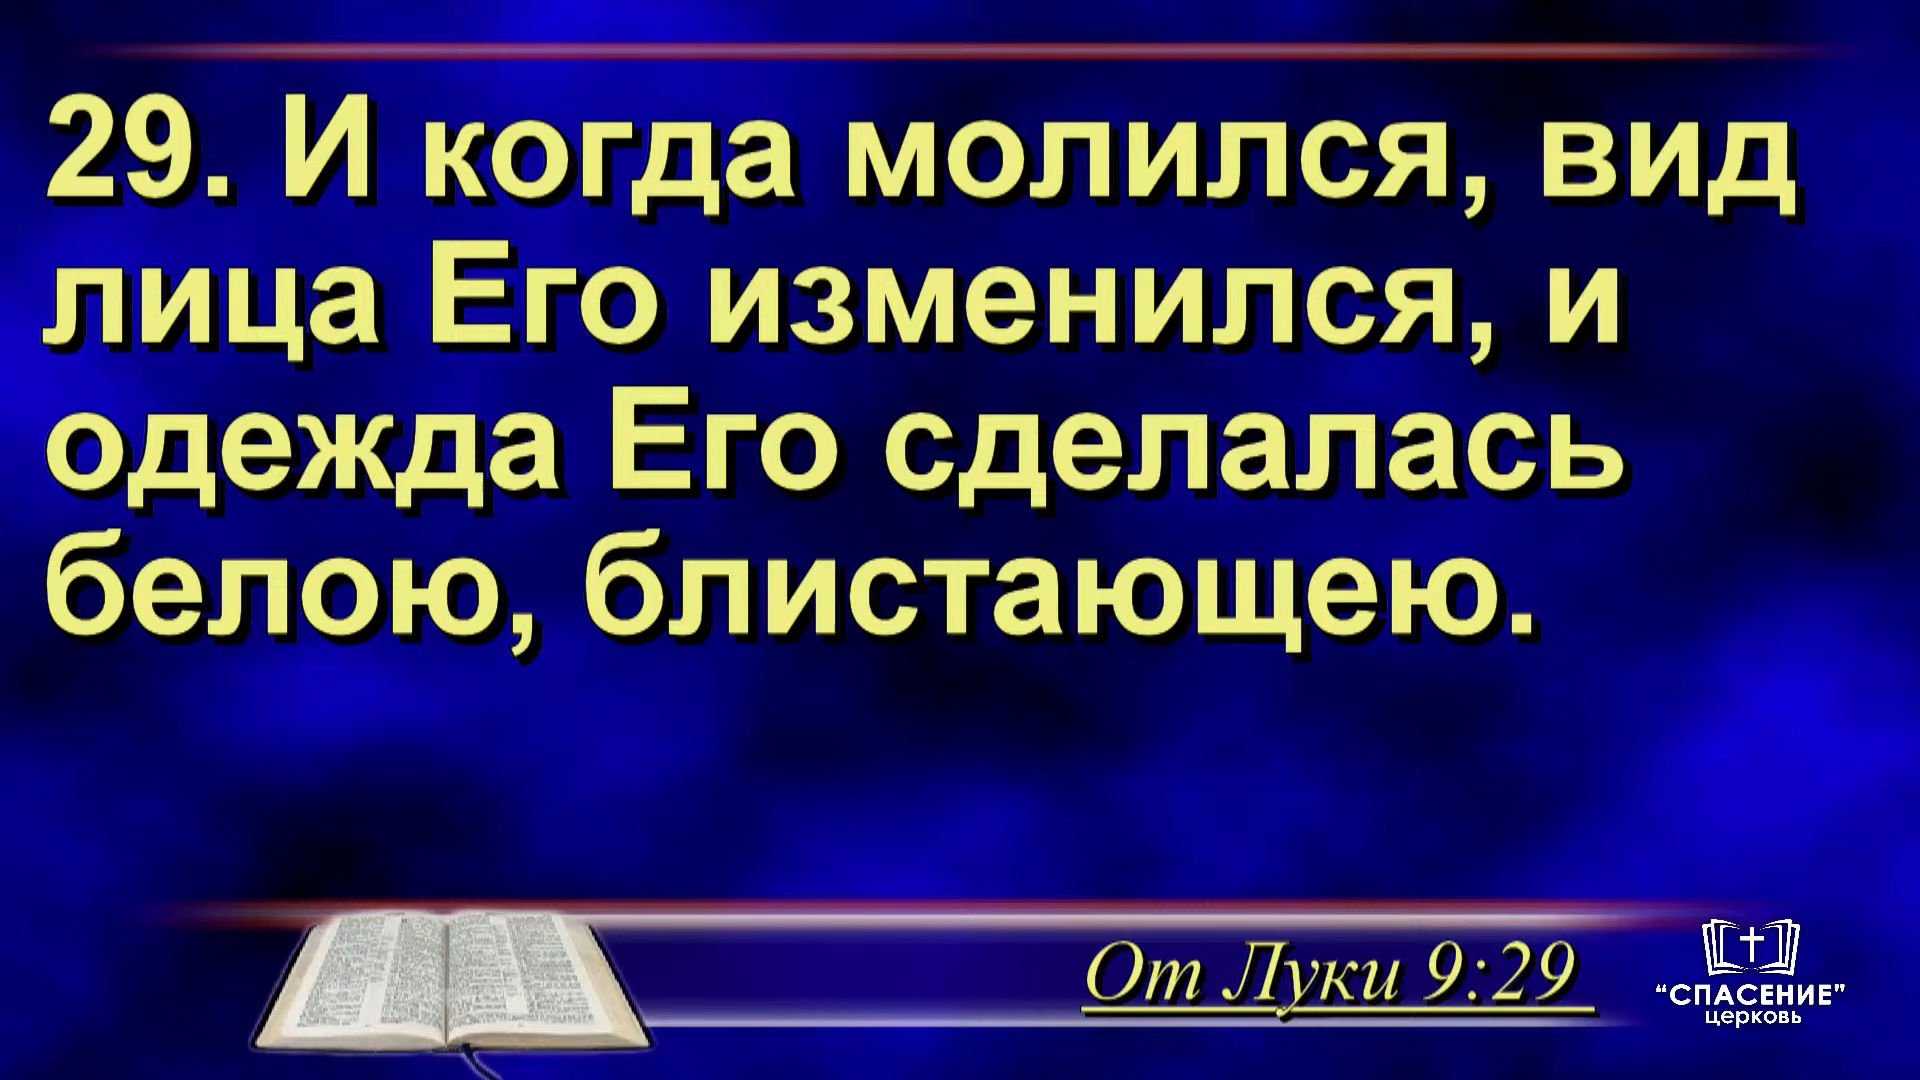 29. И когда молился, вид
лица Его изменился, и
одежда Его сделалась
белою, блистающею.
От Луки 9:29
“СПАСЕНИЕ”
церковь